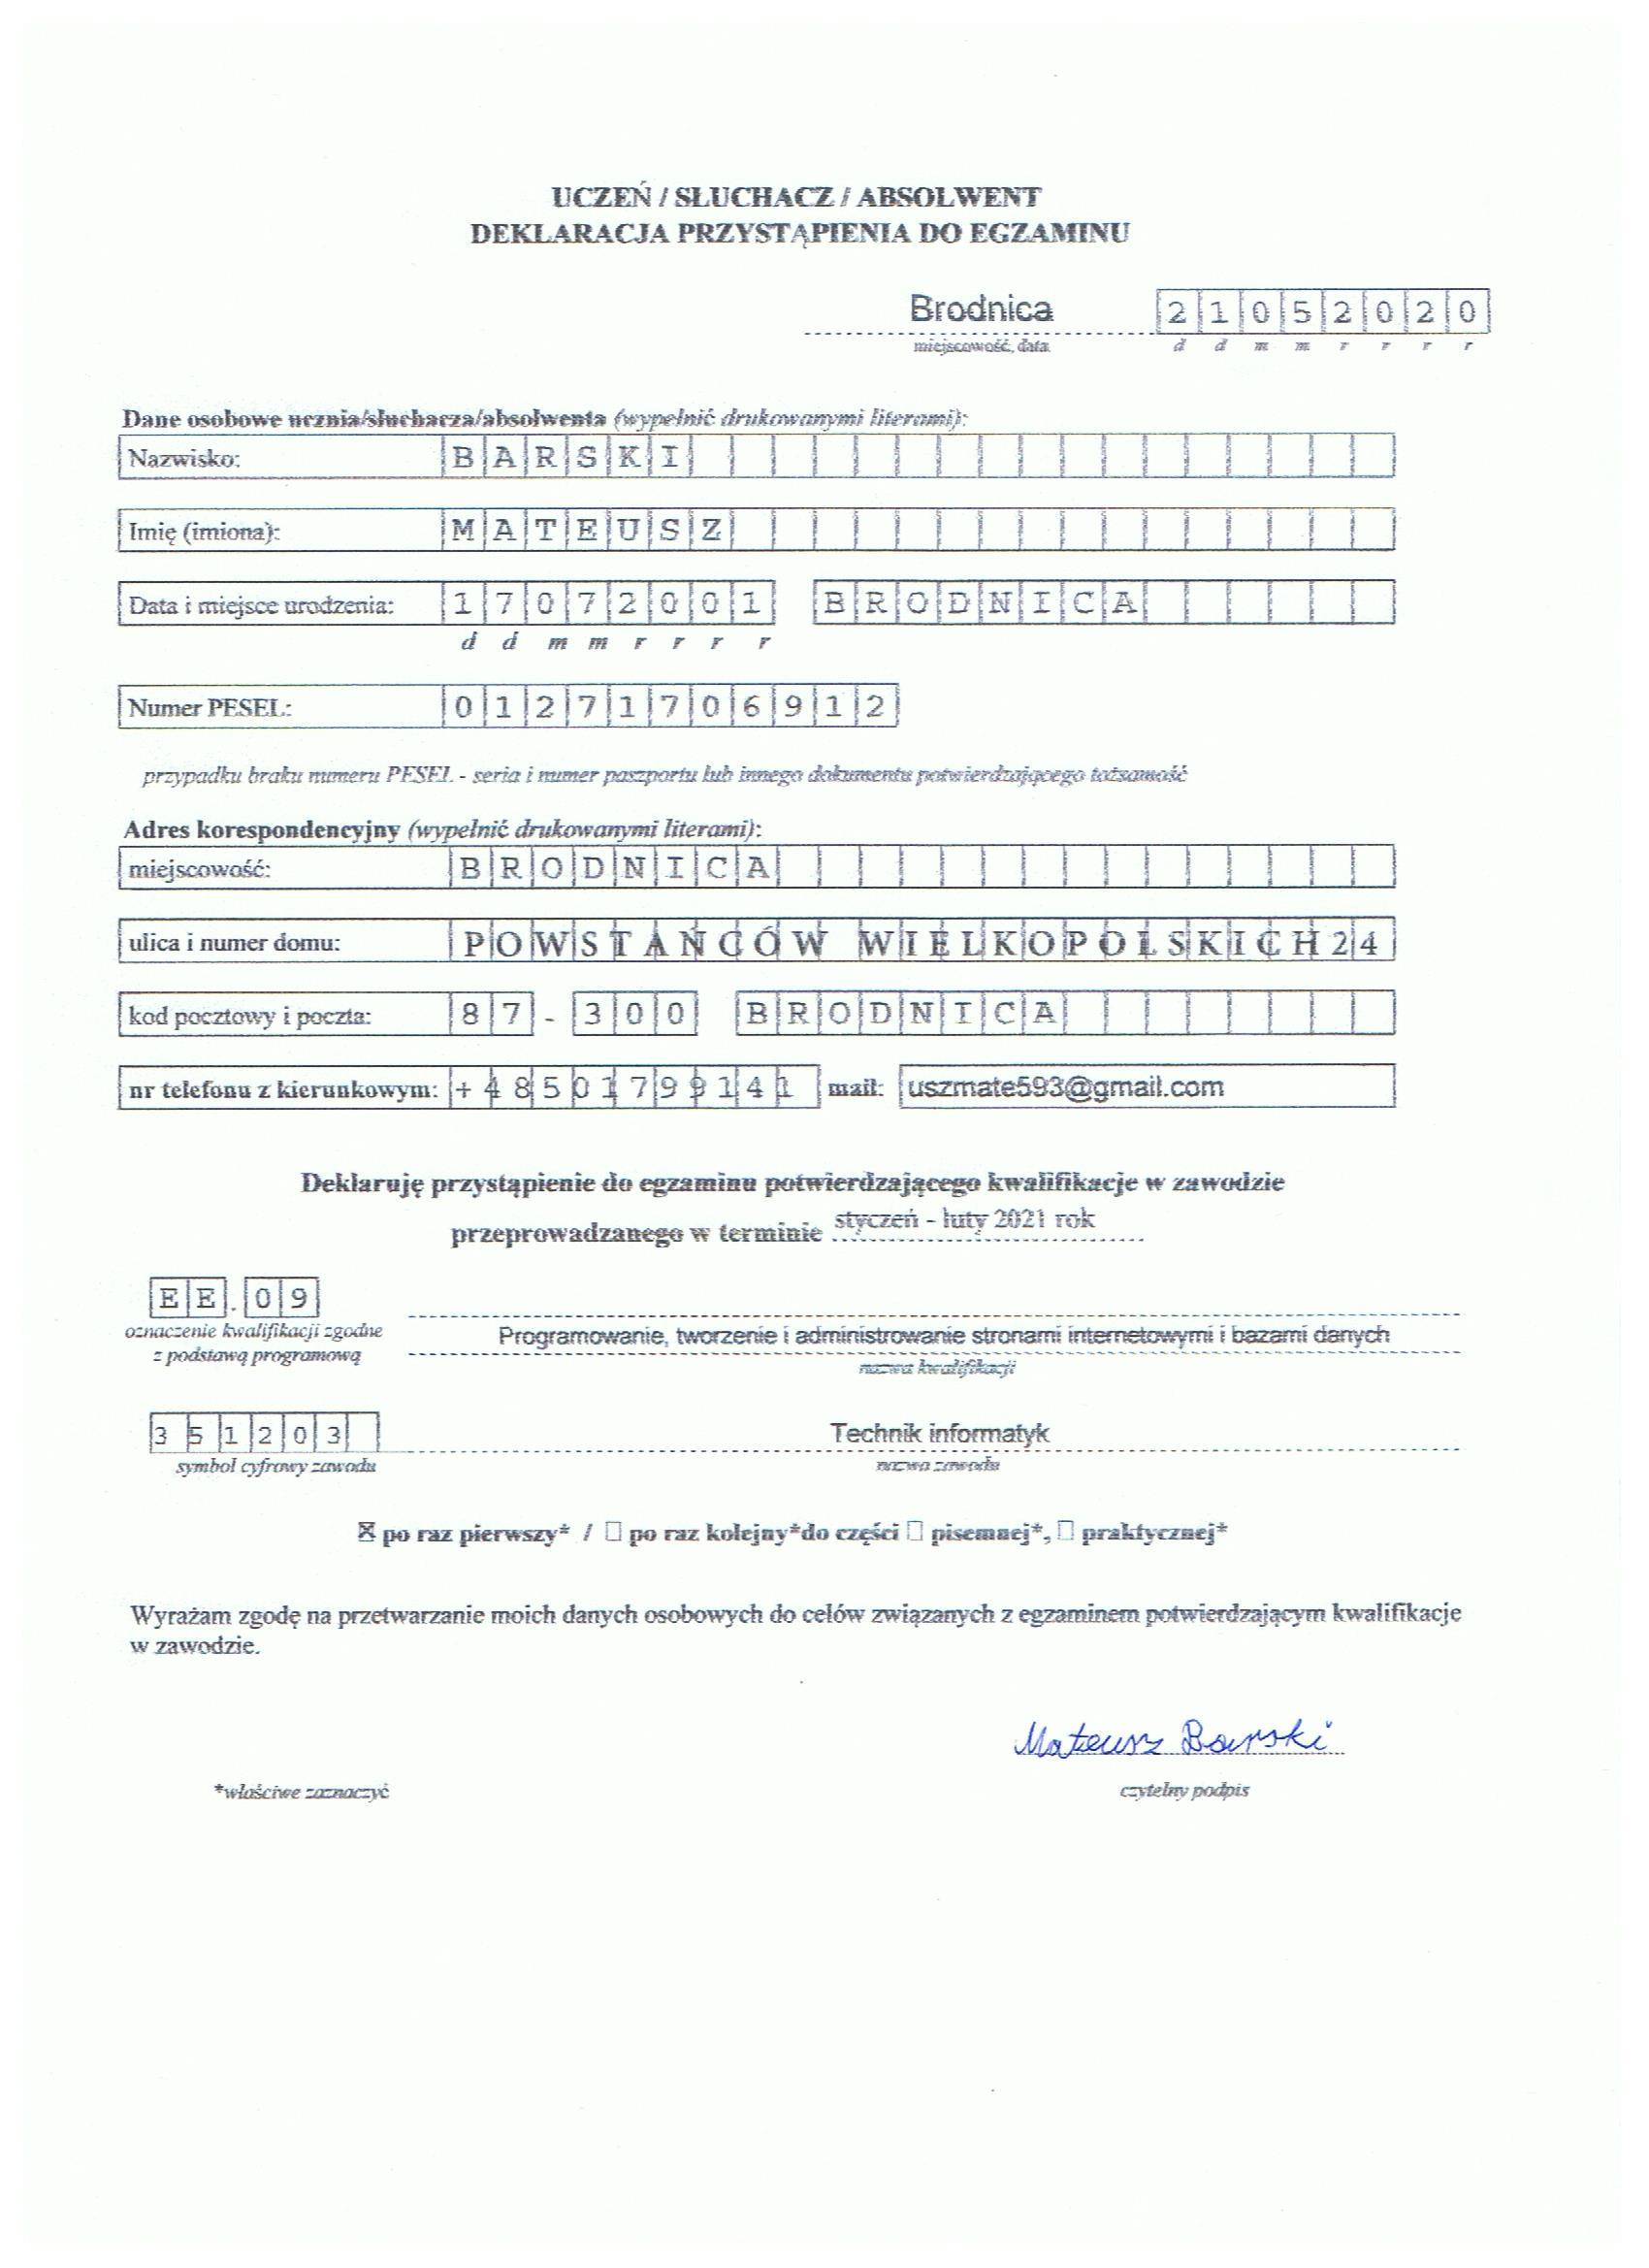 UCZEŃ / SŁUCHACZ / ABSOLWENT
DEKLARACJA PRZYSTĄPIENIA DO EGZAMINU
Brodnica 21052020
miejscowość, data d d m m r r r r
Dane osobowe ucznia/słuchacza/absolwenta (wypełnić drukowanymi literami):
Nazwisko: BARSKI
Imię (imiona): MATEUSZ
Data i miejsce urodzenia: 17072001 BRODNICA
d d m m r r r r
Numer PESEL: 01271706912
przypadku braku numeru PESEL - seria i numer paszportu lub innego dokumentu potwierdzającego tożsamość
Adres korespondencyjny (wypełnić drukowanymi literami):
miejscowość: BRODNICA
ulica i numer domu: POWSTAŃCÓW WIELKOPOLSKICH24
kod pocztowy i poczta: 87-300 BRODNICA
nr telefonu z kierunkowym: +48501799141 mail: uszmate593@gmail.com
Deklaruję przystąpienie do egzaminu potwierdzającego kwalifikacje w zawodzie
przeprowadzanego w terminie styczeń - luty 2021 rok
EE.09
oznaczenie kwalifikacji zgodne Programowanie, tworzenie i administrowanie stronami internetowymi i bazami danych
z podstawą programową nazwa kwalifikacji
351203 Technik informatyk
symbol cyfrowy zawodu nazwa zawodu
☒ po raz pierwszy* / ☐ po raz kolejny*do części ☐ pisemnej*, ☐ praktycznej*
Wyrażam zgodę na przetwarzanie moich danych osobowych do celów związanych z egzaminem potwierdzającym kwalifikacje
w zawodzie.
Mateusz Barski
*właściwe zaznaczyć czytelny podpis